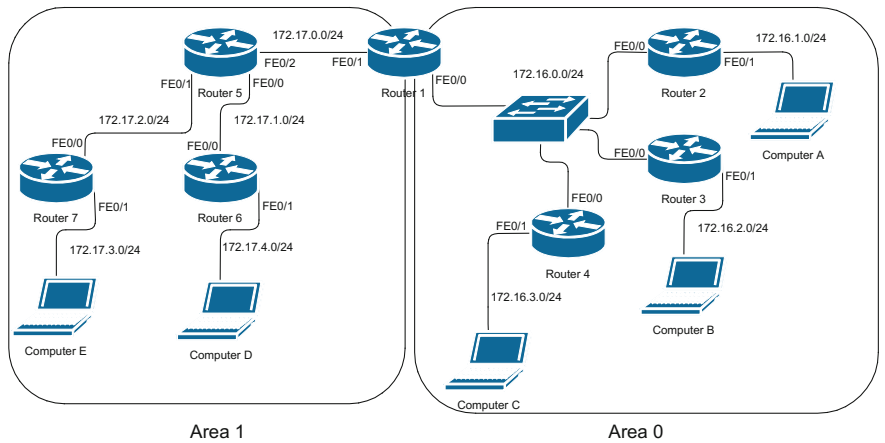 172.17.0.0/24
FE0/2
FE0/1
FE0/0
Router 5
FE0/1
Router 1
FE0/0
172.16.0.0/24
FE0/0
Router 2
FE0/1
172.16.1.0/24
Computer A
172.17.2.0/24
172.17.1.0/24
FE0/0
FE0/0
Router 7
FE0/1
Router 6
FE0/1
172.17.3.0/24
172.17.4.0/24
Computer E
Computer D
FE0/0
Router 3
FE0/1
172.16.2.0/24
Computer B
FE0/0
FE0/1
Router 4
172.16.3.0/24
Computer C
Area 1
Area 0